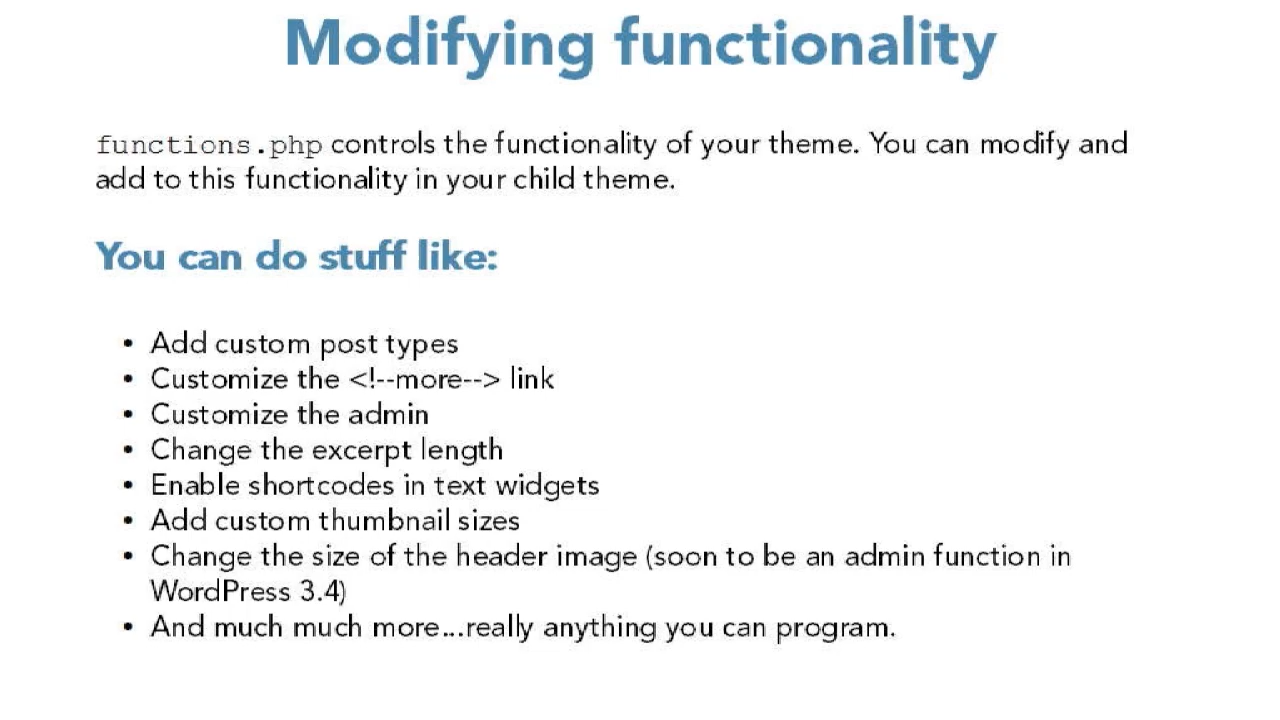 Modifying functionality
functions.php controls the functionality of your theme. You can modify and
add to this functionality in your child theme.
You can do stuff like:
• Add custom post types
• Customize the <!--more--> link
• Customize the admin
• Change the excerpt length
• Enable shortcodes in text widgets
• Add custom thumbnail sizes
• Change the size of the header image (soon to be an admin function in
WordPress 3.4)
• And much much more...really anything you can program.